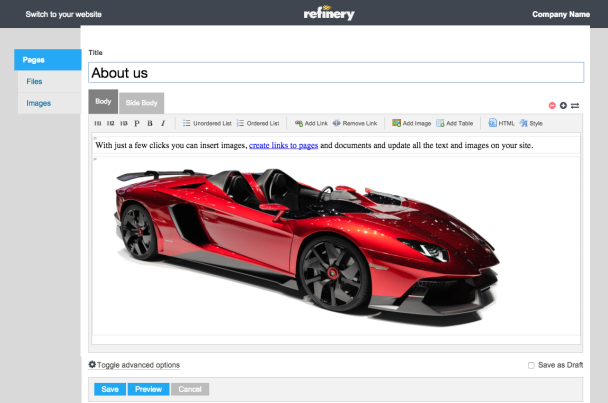 Switch to your website
refinery
Company Name
Pages
Files
Images
Title
About us
Body
Side Body
H1 H2 H3 P B I Unordered List Ordered List Add Link Remove Link Add Image Add Table HTML Style
With just a few clicks you can insert images, create links to pages and documents and update all the text and images on your site.
Toggle advanced options
Save as Draft
Save Preview Cancel